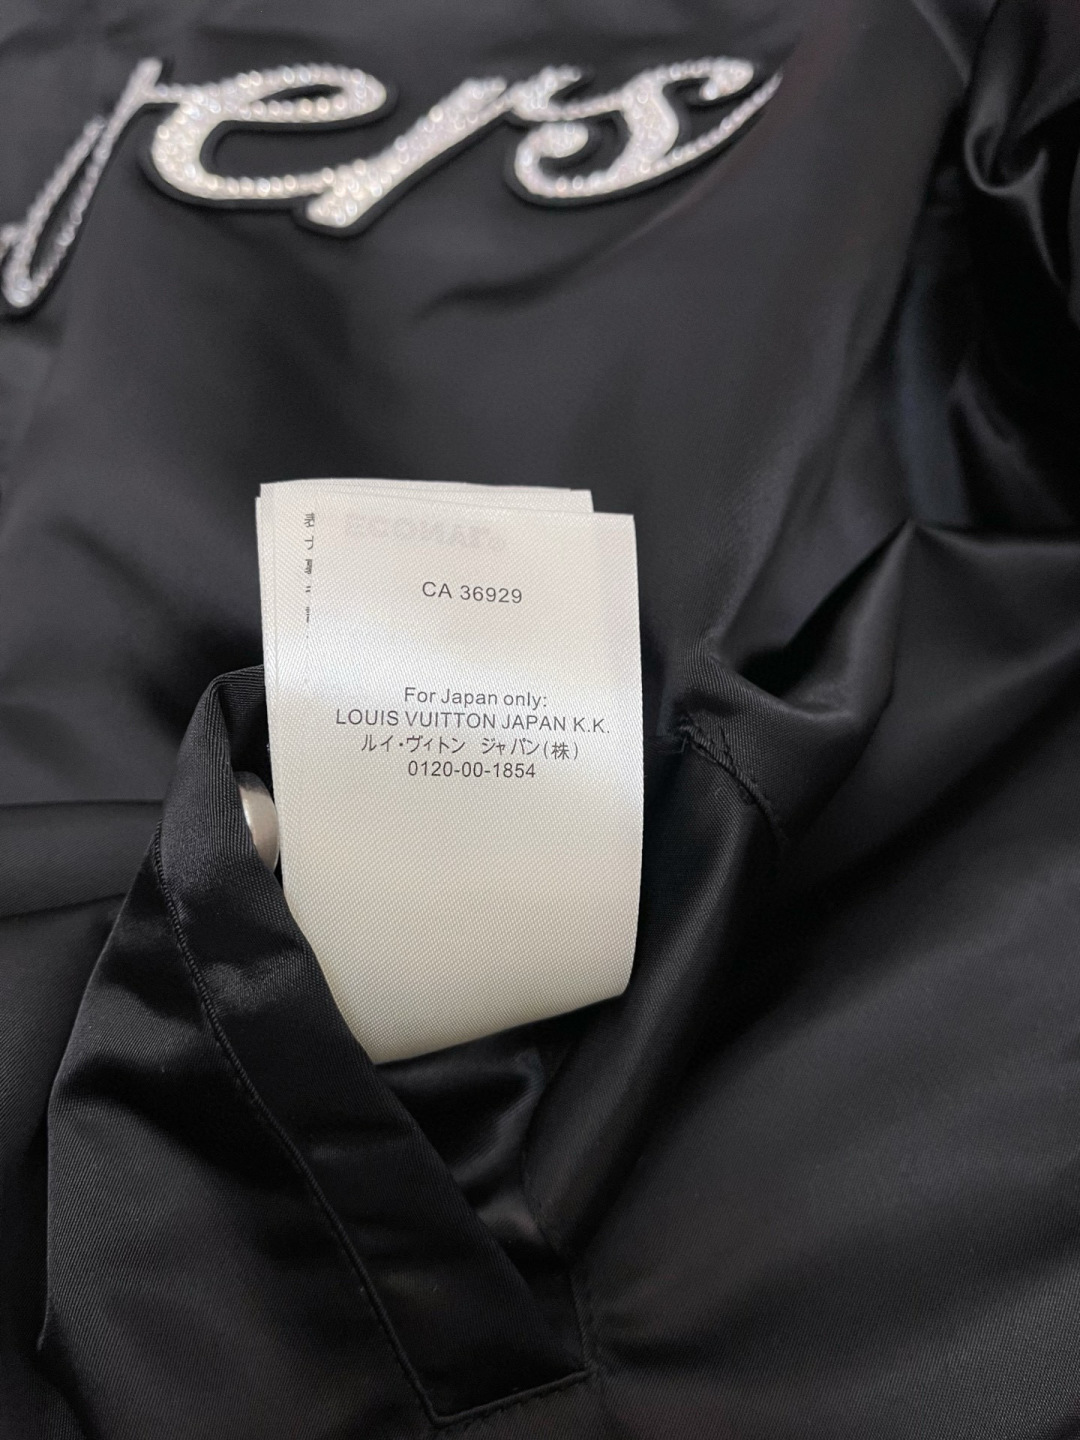 ers
CA 36929
For Japan only:
LOUIS VUITTON JAPAN K.K.
ルイ・ヴィトン ジャパン(株)
0120-00-1854